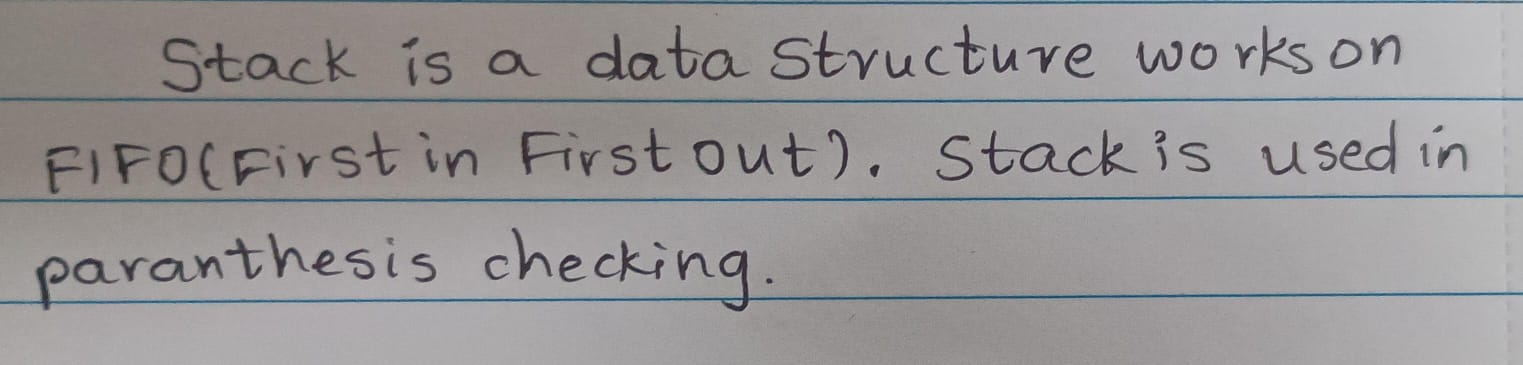 Stack is a data Structure works on
FIFO(First in First out). Stack is used in
paranthesis checking.